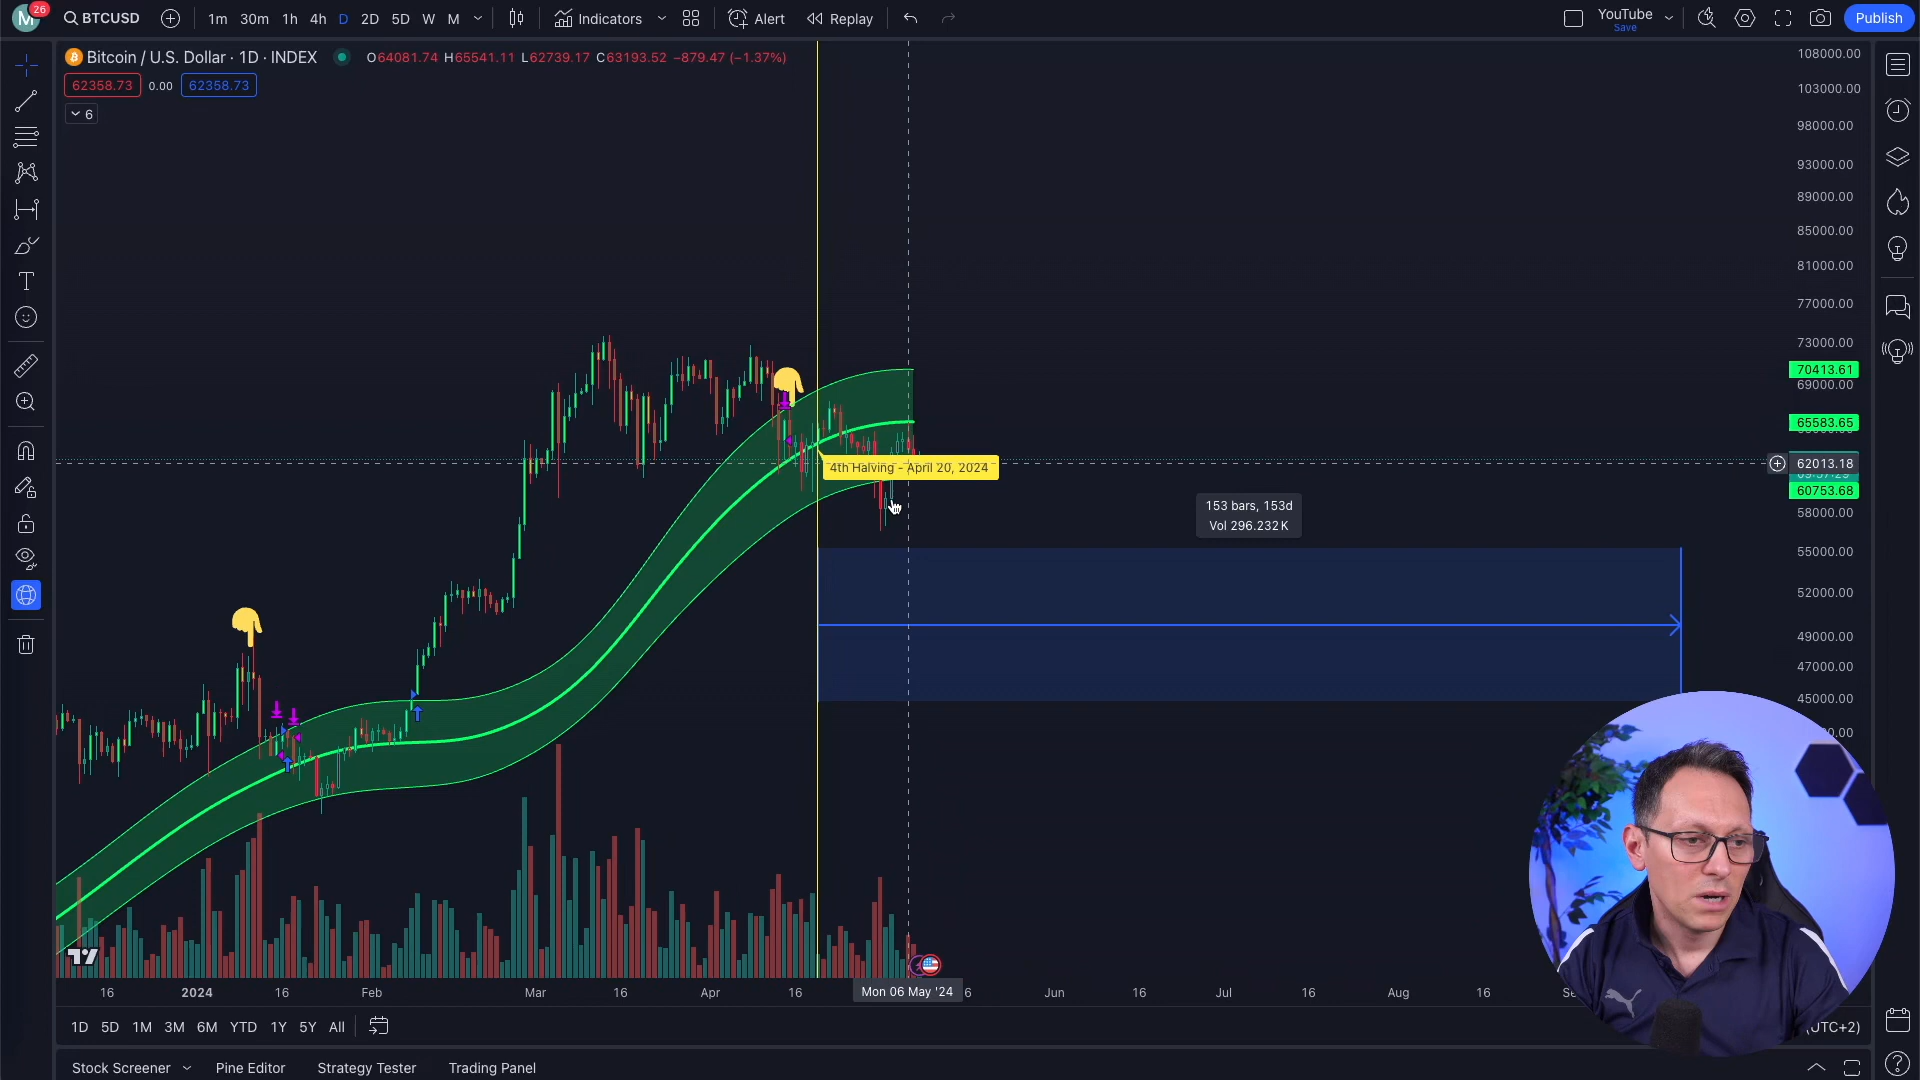 M 26 BTCUSD 1m 30m 1h 4h D 2D 5D W M Indicators Alert Replay YouTube Save Publish
Bitcoin / U.S. Dollar · 1D · INDEX O64081.74 H65541.11 L62739.17 C63193.52 −879.47 (−1.37%)
62358.73 0.00 62358.73
6
108000.00
103000.00
98000.00
93000.00
89000.00
85000.00
81000.00
77000.00
73000.00
70413.61
69000.00
65583.65
62013.18
60753.68
58000.00
55000.00
52000.00
49000.00
47000.00
45000.00
4th Halving - April 20, 2024
153 bars, 153d
Vol 296.232K
16 2024 16 Feb Mar 16 Apr 16 Mon 06 May '24 6 Jun 16 Jul 16 Aug 16
1D 5D 1M 3M 6M YTD 1Y 5Y All (UTC+2)
Stock Screener Pine Editor Strategy Tester Trading Panel